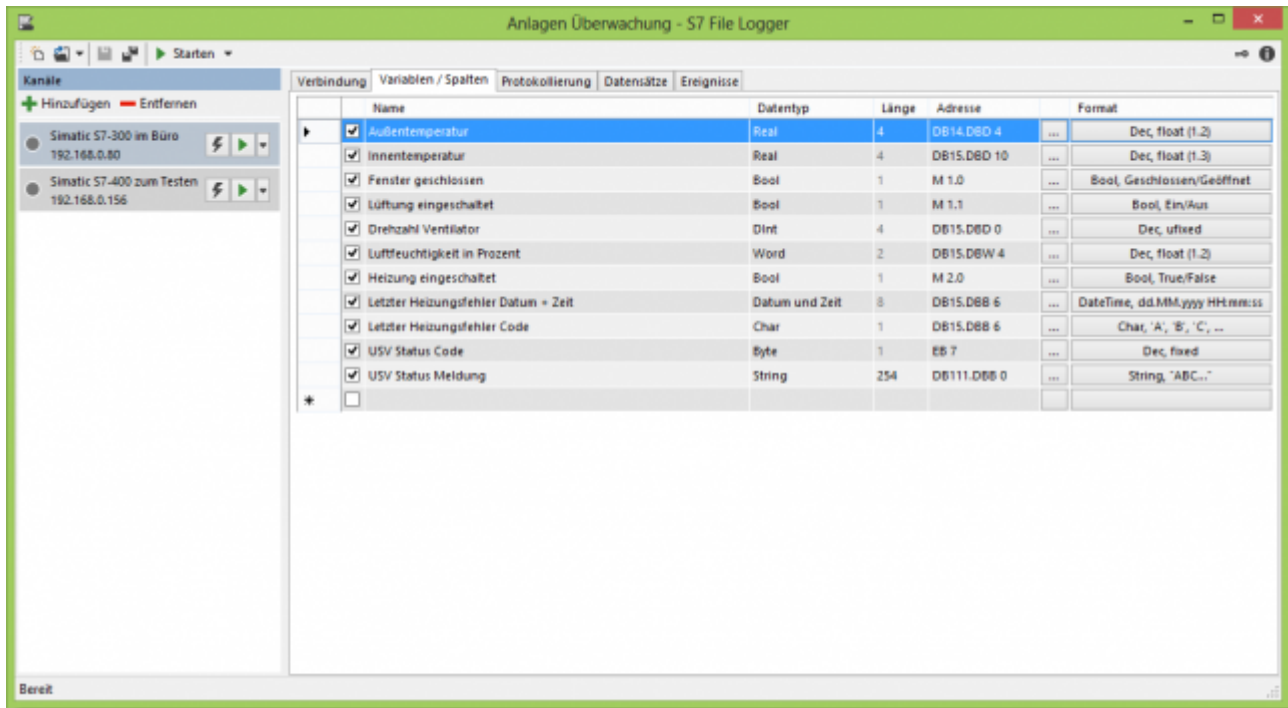 Anlagen Überwachung - S7 File Logger
Starten
Kanäle
Hinzufügen Entfernen
Simatic S7-300 im Büro
192.168.0.80
Simatic S7-400 zum Testen
192.168.0.156
Verbindung Variablen / Spalten Protokollierung Datensätze Ereignisse
Name Datentyp Länge Adresse Format
Außentemperatur Real 4 DB14.DBD 4 ... Dec, float (1.2)
Innentemperatur Real 4 DB15.DBD 10 ... Dec, float (1.3)
Fenster geschlossen Bool 1 M 1.0 ... Bool, Geschlossen/Geöffnet
Lüftung eingeschaltet Bool 1 M 1.1 ... Bool, Ein/Aus
Drehzahl Ventilator DInt 4 DB15.DBD 0 ... Dec, ufixed
Luftfeuchtigkeit in Prozent Word 2 DB15.DBW 4 ... Dec, float (1.2)
Heizung eingeschaltet Bool 1 M 2.0 ... Bool, True/False
Letzter Heizungsfehler Datum + Zeit Datum und Zeit 8 DB15.DBB 6 ... DateTime, dd.MM.yyyy HH:mm:ss
Letzter Heizungsfehler Code Char 1 DB15.DBB 6 ... Char, 'A', 'B', 'C', ...
USV Status Code Byte 1 EB 7 ... Dec, fixed
USV Status Meldung String 254 DB111.DBB 0 ... String, "ABC..."
Bereit